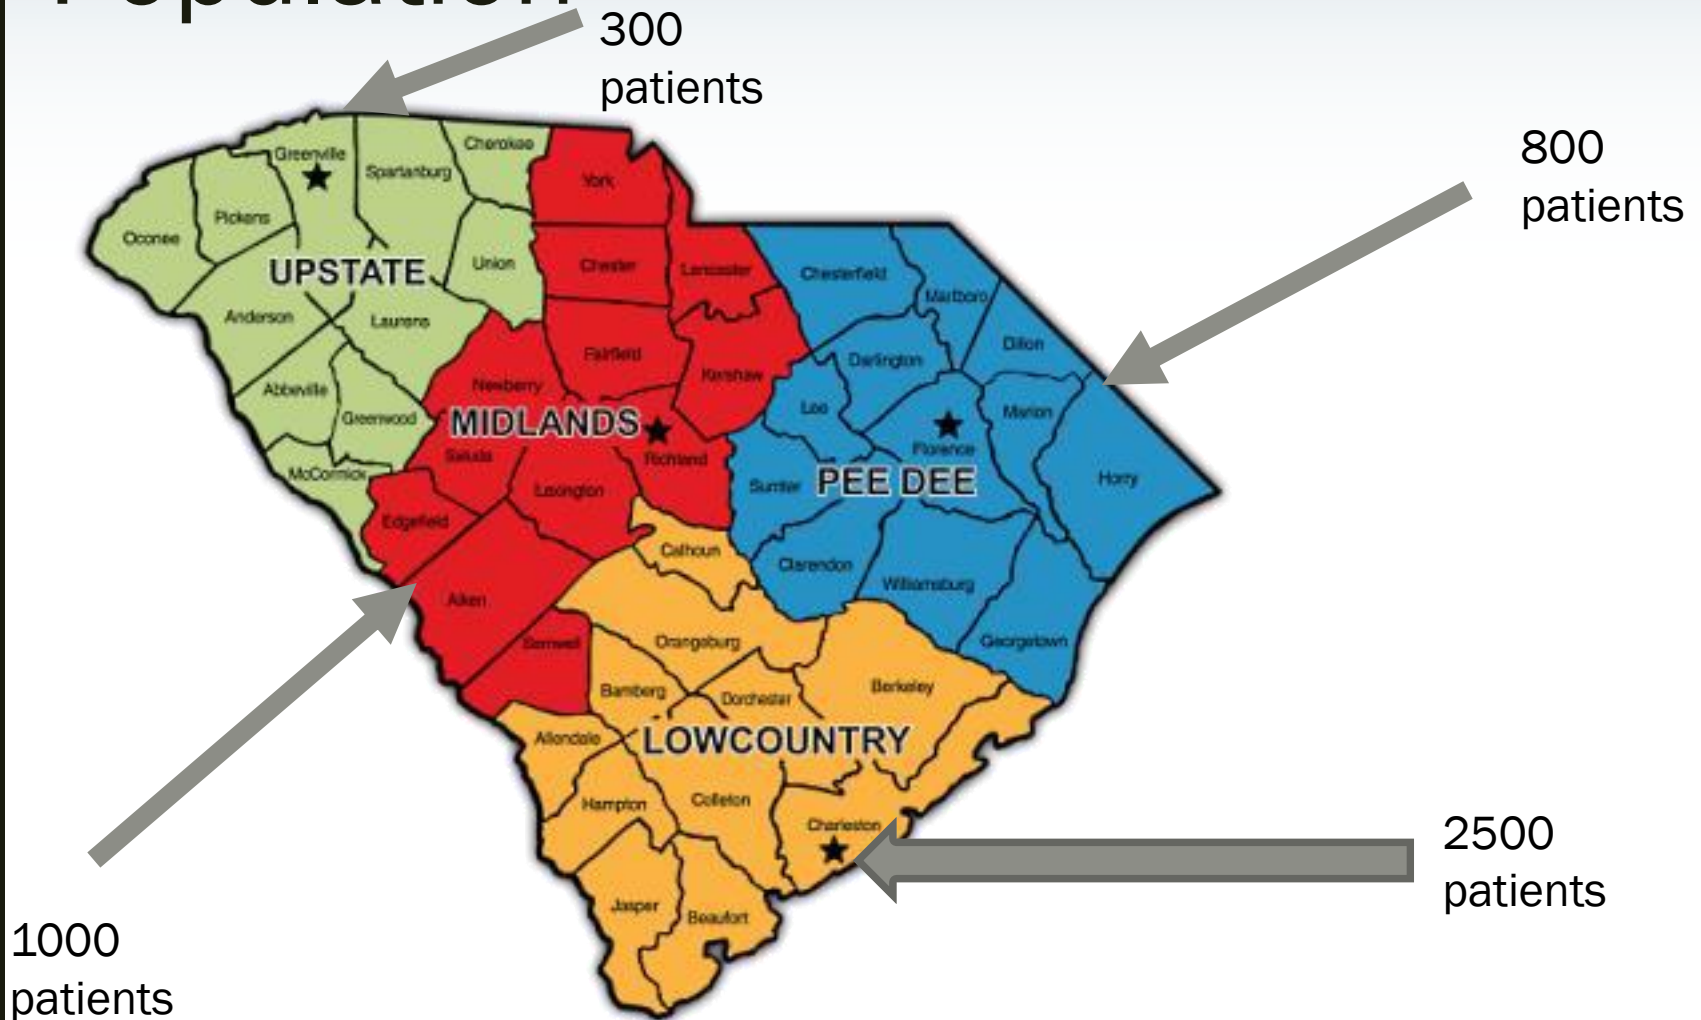 Population
300
patients
800
patients
Cherokee
Greenville
Spartanburg
York
Pickens
Oconee
Union
Chester
Lancaster
Chesterfield
UPSTATE
Marlboro
Anderson
Laurens
Dillon
Fairfield
Darlington
Kershaw
Newberry
Abbeville
Lee
Marion
Greenwood
MIDLANDS
Florence
Saluda
Richland
McCormick
PEE DEE
Horry
Sumter
Lexington
Edgefield
Calhoun
Clarendon
Williamsburg
Aiken
Barnwell
Orangeburg
Georgetown
Bamberg
Dorchester
Berkeley
Allendale
LOWCOUNTRY
Hampton
Colleton
Charleston
2500
patients
Jasper
Beaufort
1000
patients